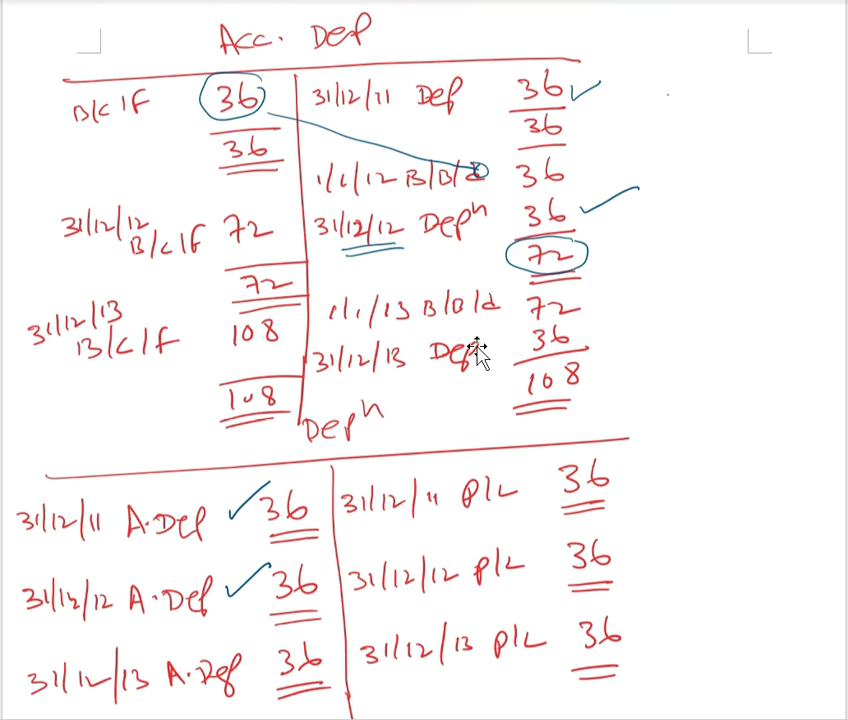 Acc. Dep
B/C/F 36 31/12/11 Dep 36
36 36
1/1/12 B/B/d 36
31/12/12 B/C/F 72 31/12/12 Deph 36
72 72
1/1/13 B/B/d 72
31/12/13 B/C/F 108 31/12/13 Dep 36
108 108
Deph
31/12/11 A.Dep 36 31/12/11 P/L 36
31/12/12 A.Dep 36 31/12/12 P/L 36
31/12/13 A.Dep 36 31/12/13 P/L 36